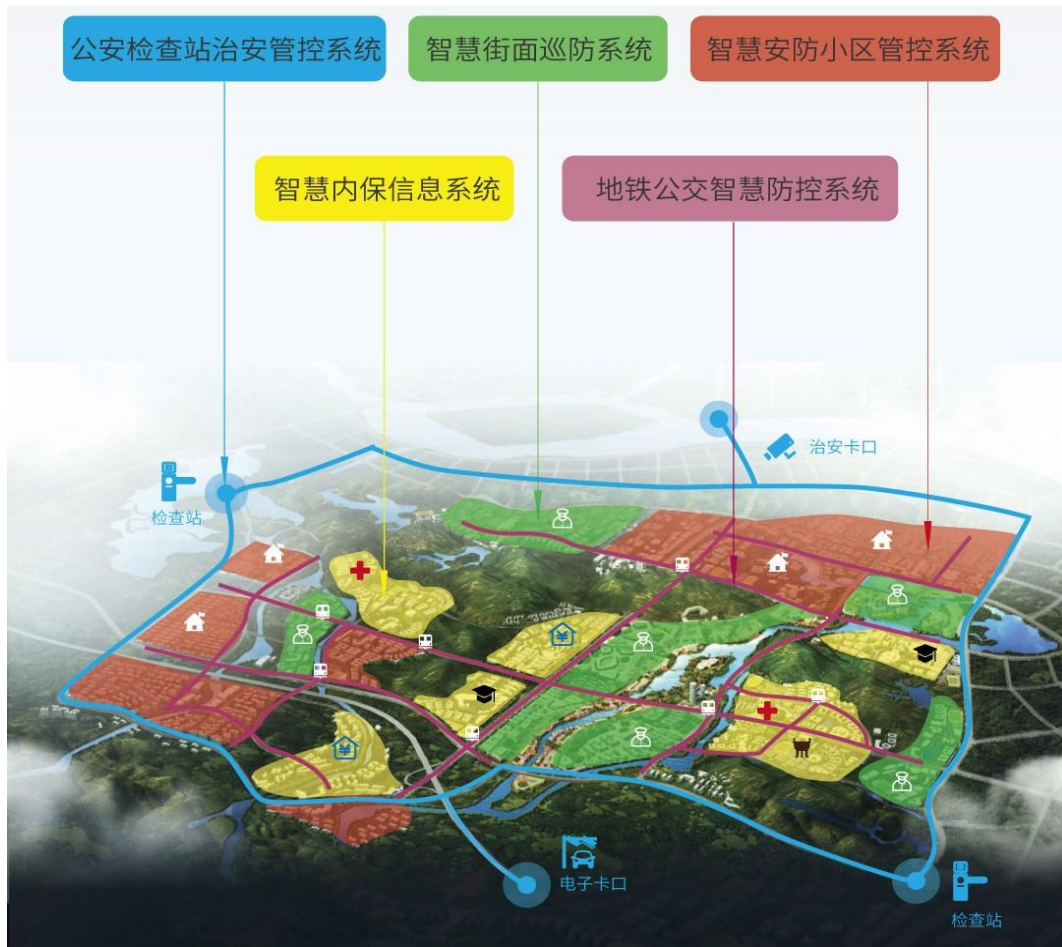 公安检查站治安管控系统
智慧街面巡防系统
智慧安防小区管控系统
智慧内保信息系统
地铁公交智慧防控系统
治安卡口
检查站
电子卡口
检查站